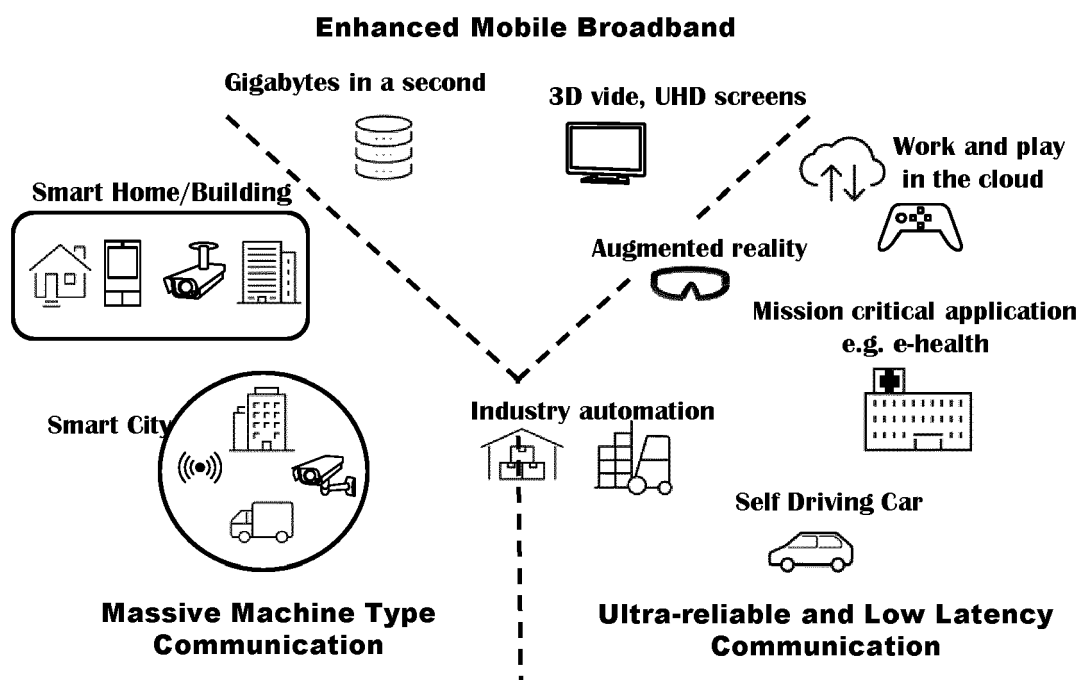 Enhanced Mobile Broadband
Gigabytes in a second
3D vide, UHD screens
Work and play
in the cloud
Smart Home/Building
Augmented reality
Mission critical application
e.g. e-health
Industry automation
Smart City
Self Driving Car
Massive Machine Type
Communication
Ultra-reliable and Low Latency
Communication